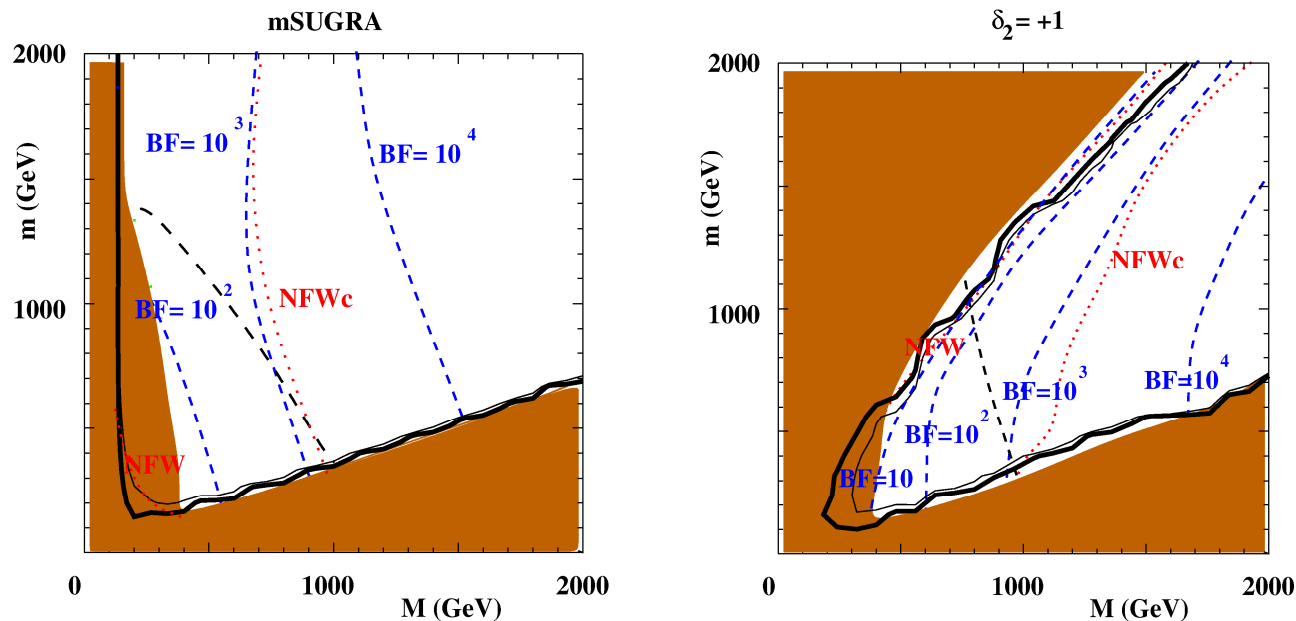 mSUGRA
2000
1000
m (GeV)
BF= 10 3
BF= 10 4
BF= 10 2
NFWc
NFW
0
1000
2000
M (GeV)
δ2= +1
2000
1000
m (GeV)
NFWc
NFW
BF=10 3
BF=10 4
BF=10 2
BF=10
0
1000
2000
M (GeV)